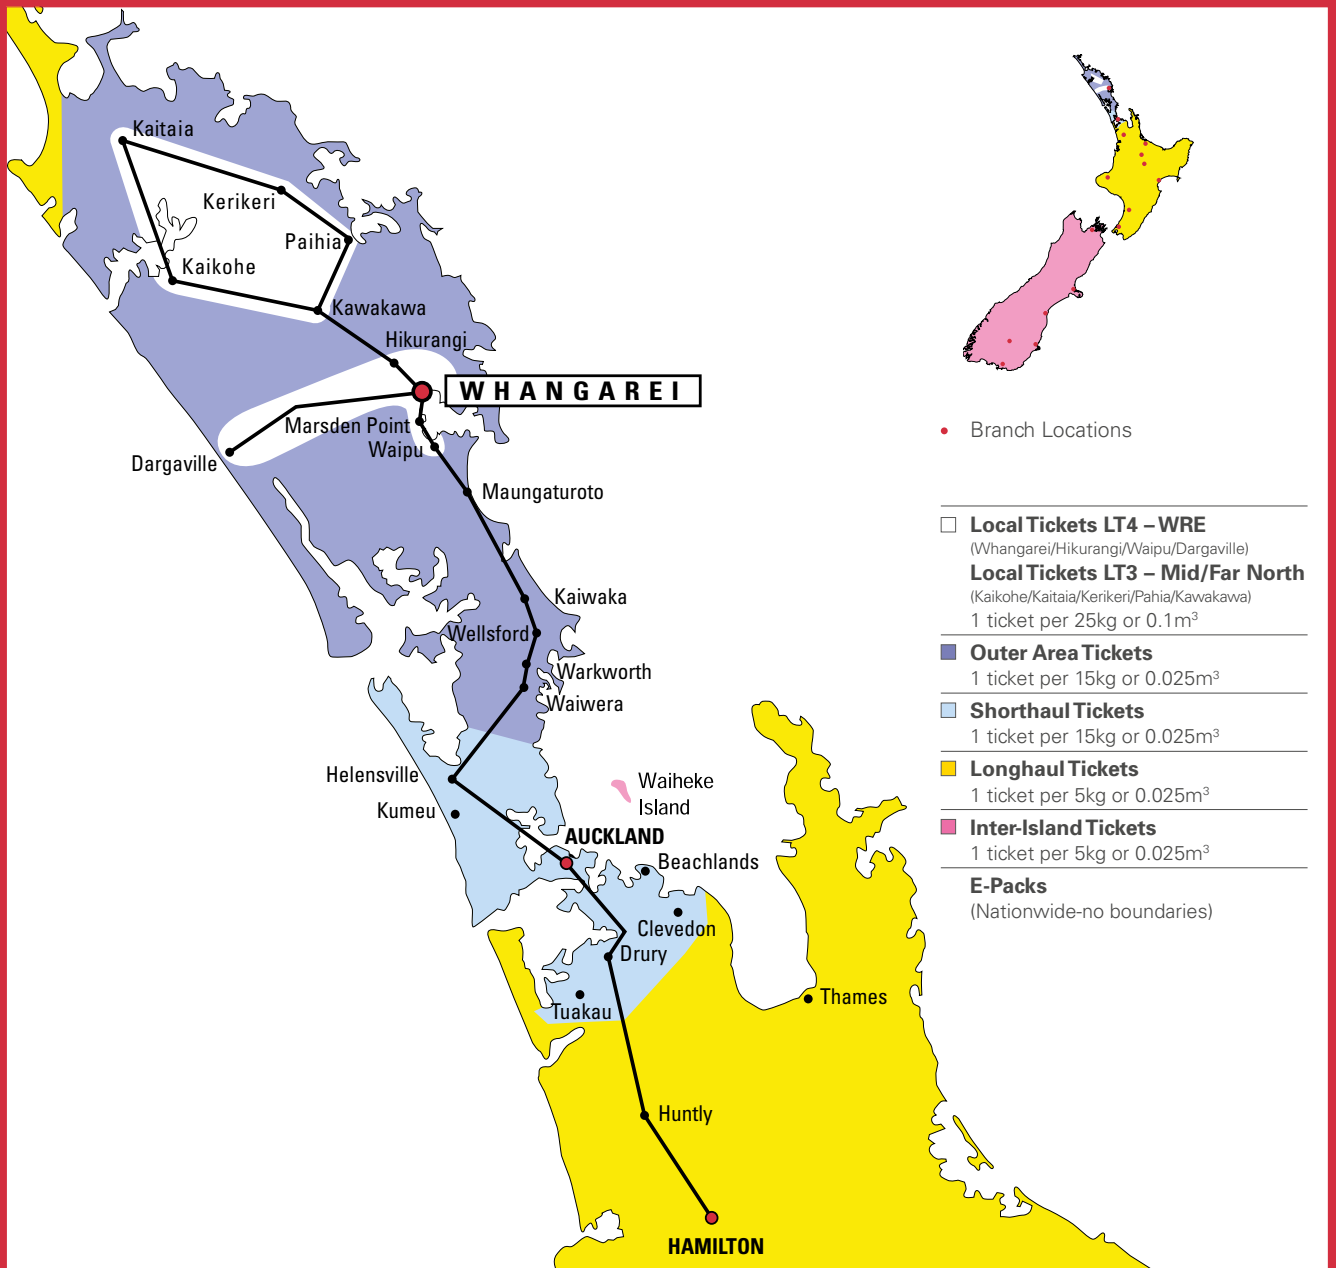 Kaitaia
Kerikeri
Paihia
Kaikohe
Kawakawa
Hikurangi
WHANGAREI
Marsden Point
Waipu
Dargaville
Maungaturoto
Kaiwaka
Wellsford
Warkworth
Waiwera
Helensville
Kumeu
Waiheke
Island
AUCKLAND
Beachlands
Clevedon
Drury
Tuakau
Thames
Huntly
HAMILTON
Branch Locations
Local Tickets LT4 – WRE
(Whangarei/Hikurangi/Waipu/Dargaville)
Local Tickets LT3 – Mid/Far North
(Kaikohe/Kaitaia/Kerikeri/Pahia/Kawakawa)
1 ticket per 25kg or 0.1m³
Outer Area Tickets
1 ticket per 15kg or 0.025m³
Shorthaul Tickets
1 ticket per 15kg or 0.025m³
Longhaul Tickets
1 ticket per 5kg or 0.025m³
Inter-Island Tickets
1 ticket per 5kg or 0.025m³
E-Packs
(Nationwide-no boundaries)